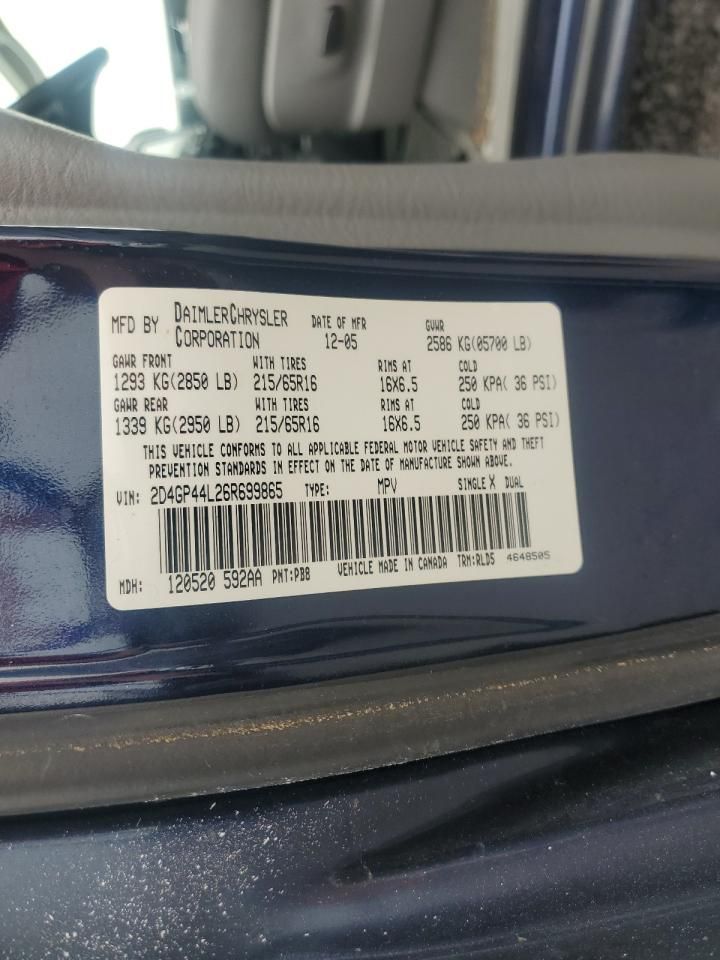 MFD BY DAIMLERCHRYSLER CORPORATION DATE OF MFR 12-05 GVWR 2586 KG(05700 LB)
GAWR FRONT WITH TIRES RIMS AT COLD
1293 KG(2850 LB) 215/65R16 16X6.5 250 KPA( 36 PSI)
GAWR REAR WITH TIRES RIMS AT COLD
1339 KG(2950 LB) 215/65R16 16X6.5 250 KPA( 36 PSI)
THIS VEHICLE CONFORMS TO ALL APPLICABLE FEDERAL MOTOR VEHICLE SAFETY AND THEFT
PREVENTION STANDARDS IN EFFECT ON THE DATE OF MANUFACTURE SHOWN ABOVE.
VIN: 2D4GP44L26R699865 TYPE: MPV SINGLE X DUAL
MDH: 120520 592AA PNT:PBB VEHICLE MADE IN CANADA TRM:RLD5 4648505